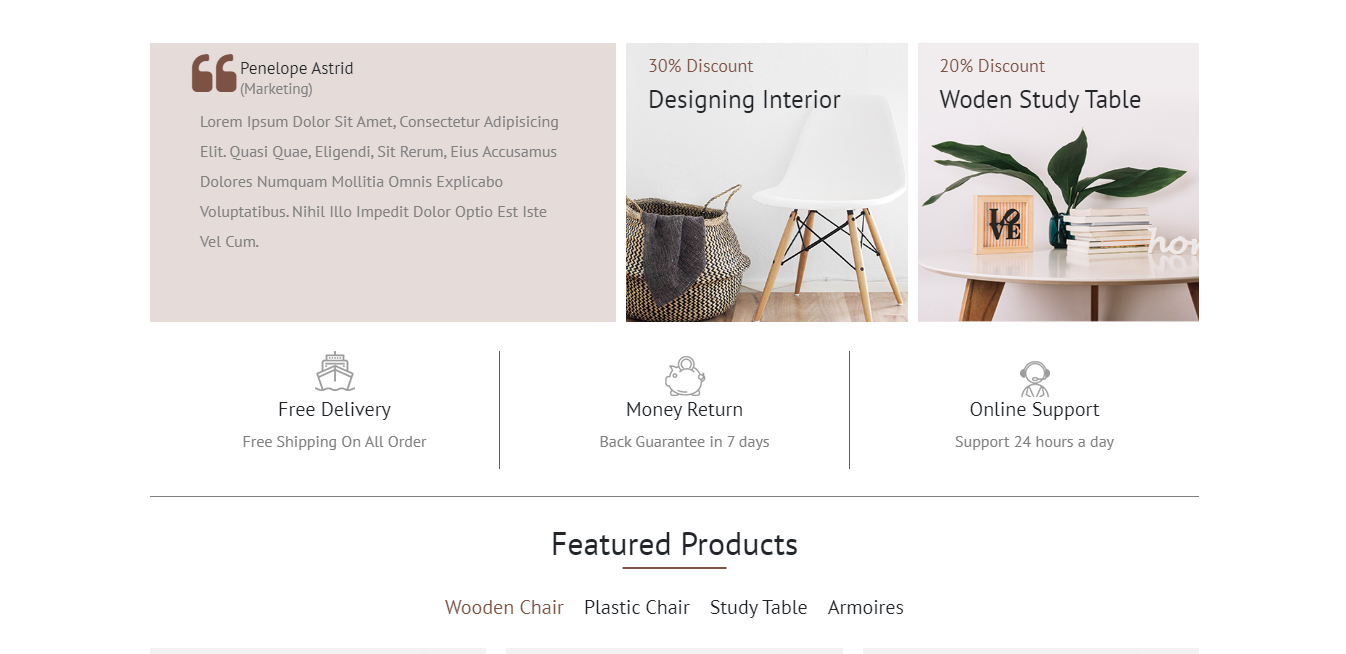 Penelope Astrid
(Marketing)
Lorem Ipsum Dolor Sit Amet, Consectetur Adipisicing
Elit. Quasi Quae, Eligendi, Sit Rerum, Eius Accusamus
Dolores Numquam Mollitia Omnis Explicabo
Voluptatibus. Nihil Illo Impedit Dolor Optio Est Iste
Vel Cum.
30% Discount
Designing Interior
20% Discount
Woden Study Table
LO
VE
Free Delivery
Free Shipping On All Order
Money Return
Back Guarantee in 7 days
Online Support
Support 24 hours a day
Featured Products
Wooden Chair Plastic Chair Study Table Armoires